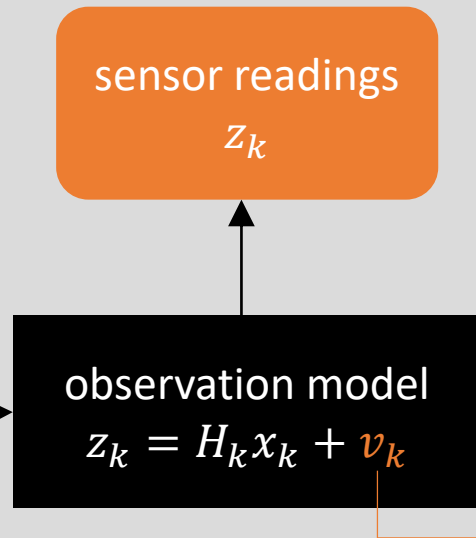 sensor readings
z_k
observation model
z_k = H_k x_k + v_k